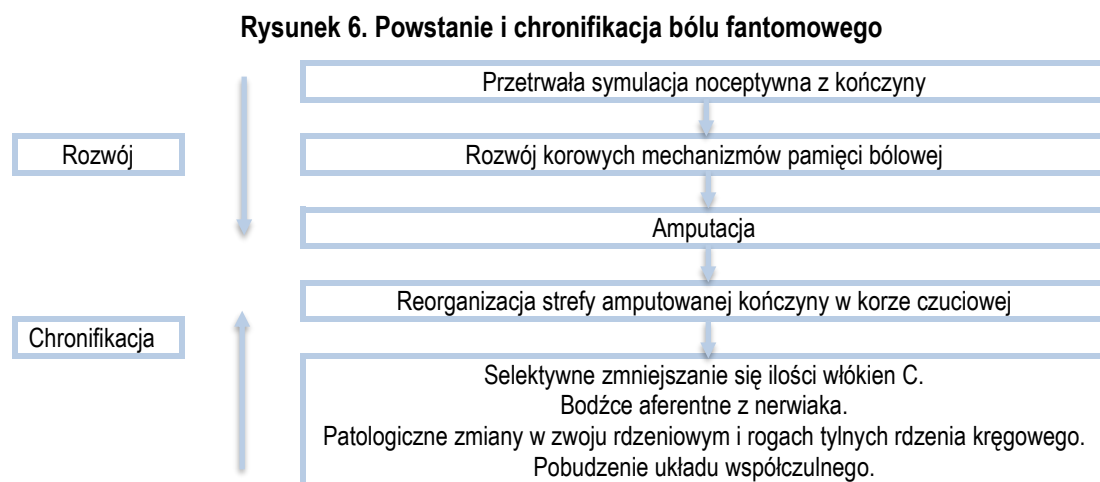 Rysunek 6. Powstanie i chronifikacja bólu fantomowego
Przetrwała symulacja noceptywna z kończyny
Rozwój
Rozwój korowych mechanizmów pamięci bólowej
Amputacja
Reorganizacja strefy amputowanej kończyny w korze czuciowej
Chronifikacja
Selektywne zmniejszanie się ilości włókien C.
Bodźce aferentne z nerwiaka.
Patologiczne zmiany w zwoju rdzeniowym i rogach tylnych rdzenia kręgowego.
Pobudzenie układu współczulnego.